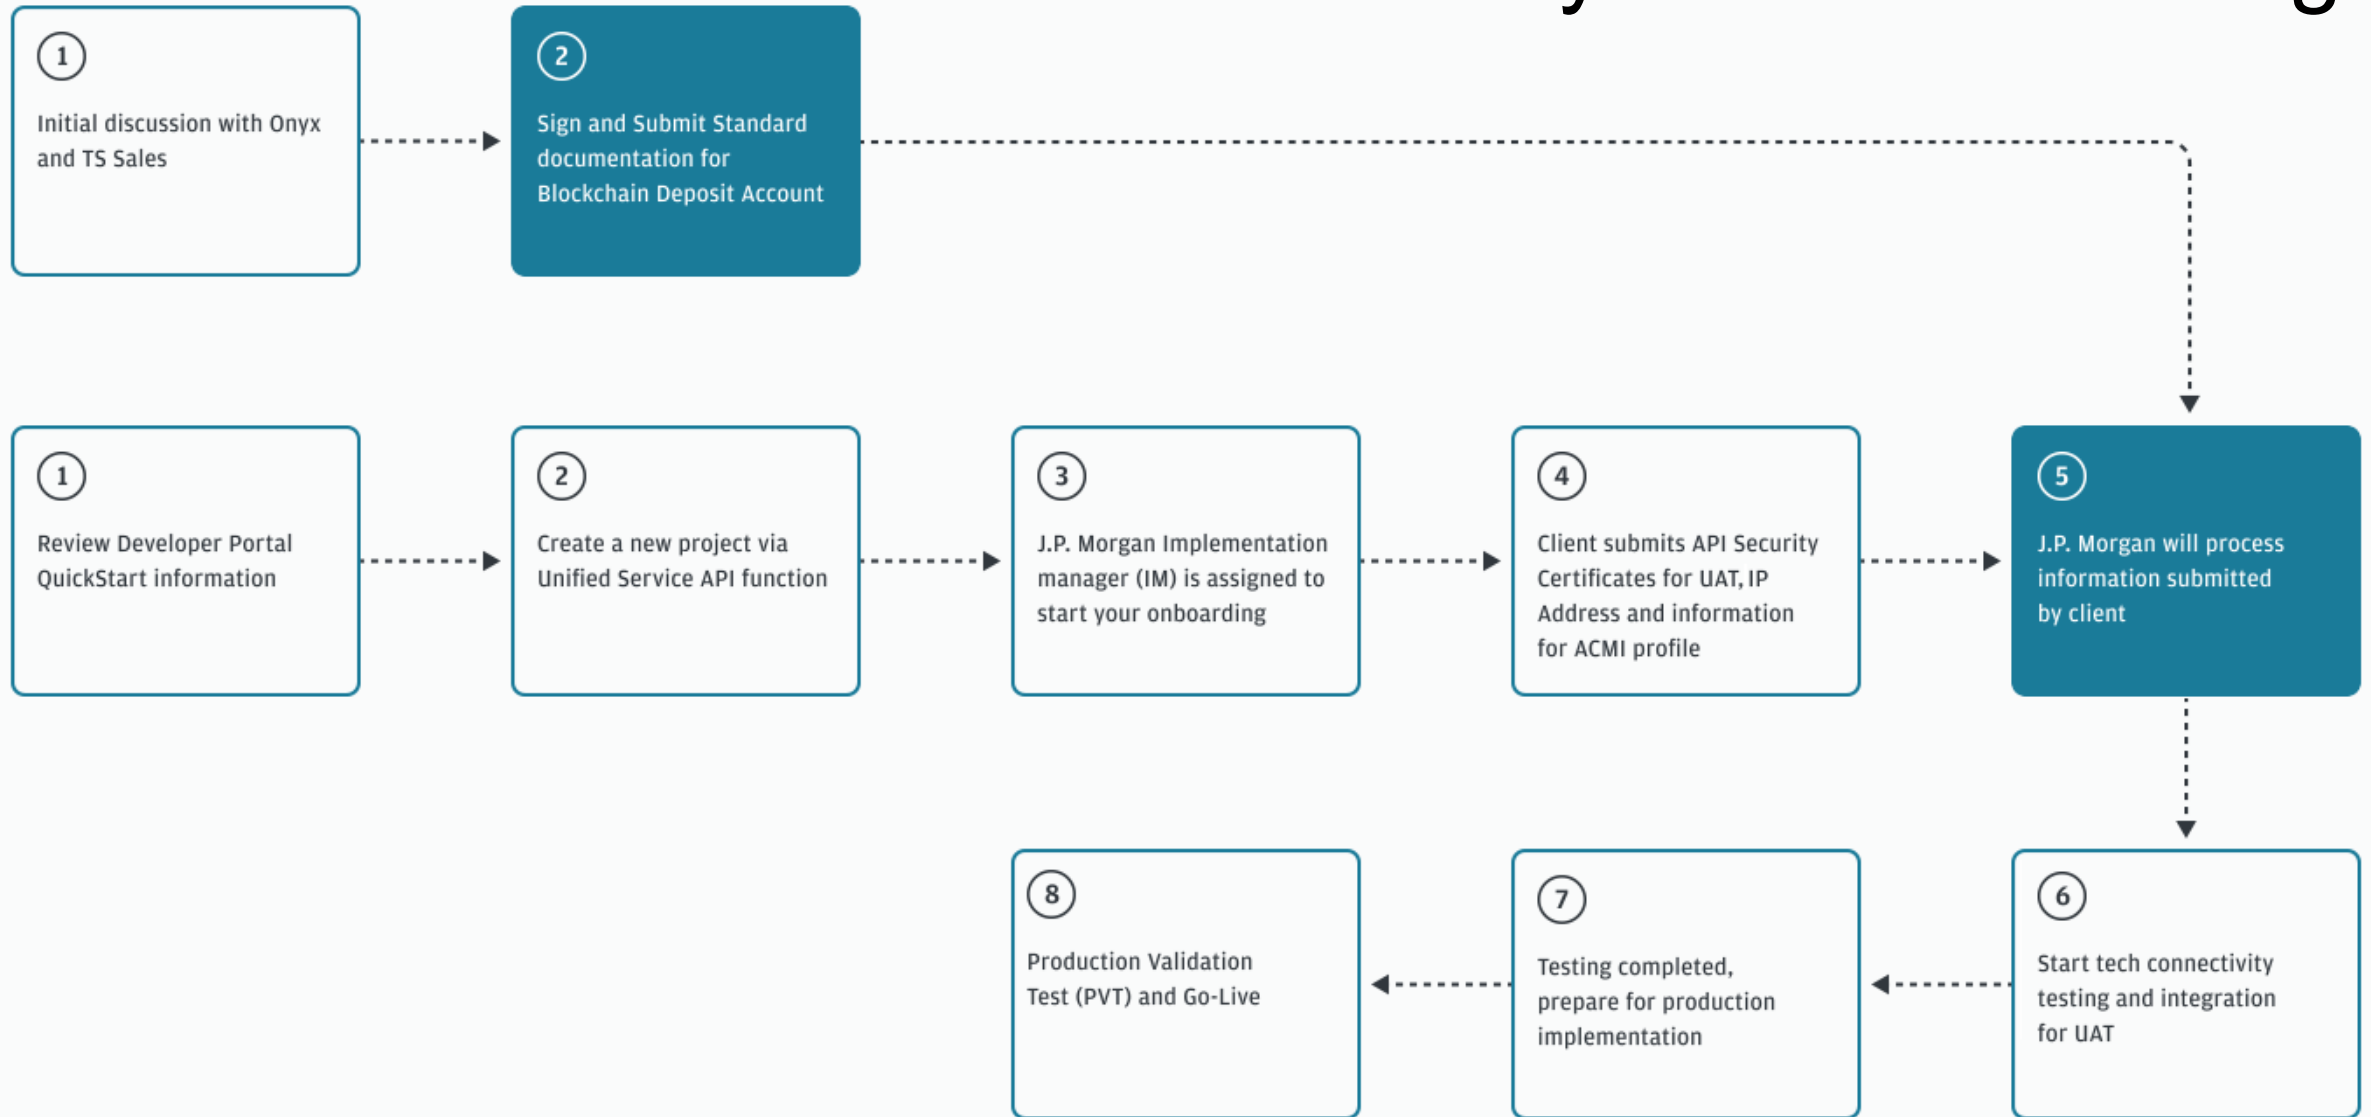 1
Initial discussion with Onyx
and TS Sales
2
Sign and Submit Standard
documentation for
Blockchain Deposit Account
1
Review Developer Portal
QuickStart information
2
Create a new project via
Unified Service API function
3
J.P. Morgan Implementation
manager (IM) is assigned to
start your onboarding
4
Client submits API Security
Certificates for UAT, IP
Address and information
for ACMI profile
5
J.P. Morgan will process
information submitted
by client
6
Start tech connectivity
testing and integration
for UAT
7
Testing completed,
prepare for production
implementation
8
Production Validation
Test (PVT) and Go-Live